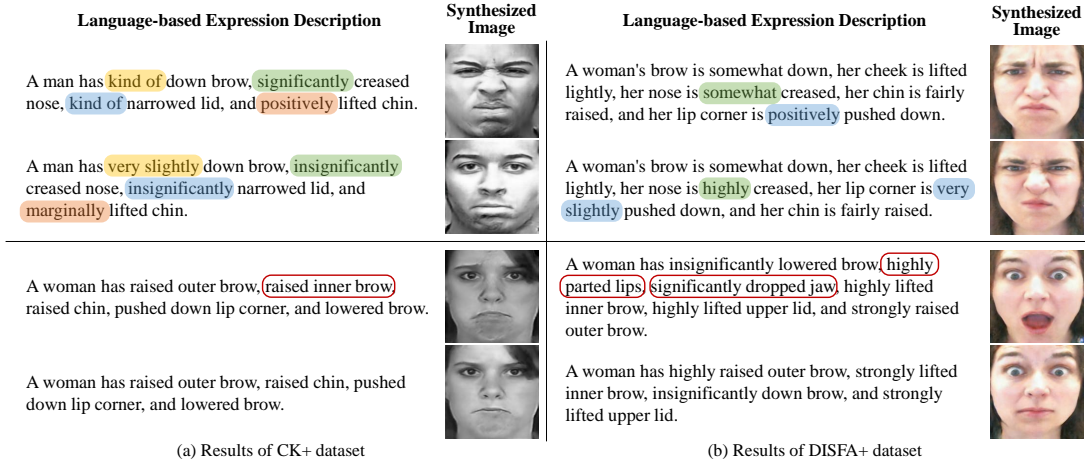 Language-based Expression Description
Synthesized
Image
A man has kind of down brow, significantly creased
nose, kind of narrowed lid, and positively lifted chin.
A man has very slightly down brow, insignificantly
creased nose, insignificantly narrowed lid, and
marginally lifted chin.
A woman has raised outer brow, raised inner brow,
raised chin, pushed down lip corner, and lowered brow.
A woman has raised outer brow, raised chin, pushed
down lip corner, and lowered brow.
(a) Results of CK+ dataset
Language-based Expression Description
Synthesized
Image
A woman's brow is somewhat down, her cheek is lifted
lightly, her nose is somewhat creased, her chin is fairly
raised, and her lip corner is positively pushed down.
A woman's brow is somewhat down, her cheek is lifted
lightly, her nose is highly creased, her lip corner is very
slightly pushed down, and her chin is fairly raised.
A woman has insignificantly lowered brow, highly
parted lips, significantly dropped jaw, highly lifted
inner brow, highly lifted upper lid, and strongly raised
outer brow.
A woman has highly raised outer brow, strongly lifted
inner brow, insignificantly down brow, and strongly
lifted upper lid.
(b) Results of DISFA+ dataset